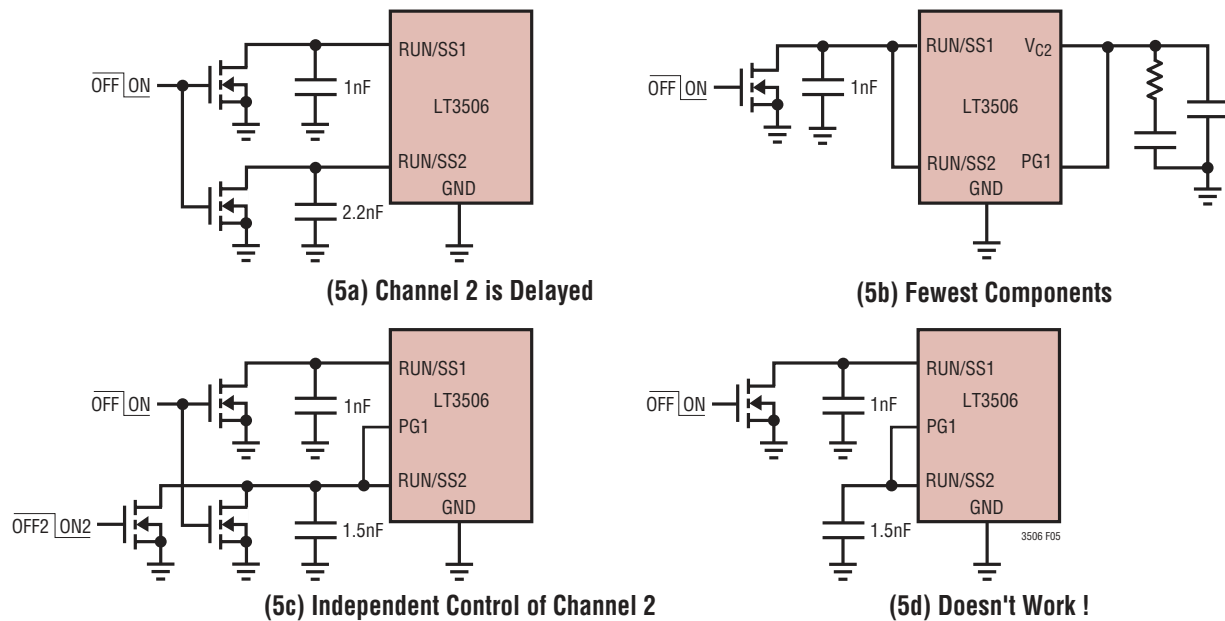 RUN/SS1
OFF ON
1nF
LT3506
RUN/SS2
GND
2.2nF
(5a) Channel 2 is Delayed
RUN/SS1
VC2
OFF ON
1nF
LT3506
RUN/SS2
PG1
GND
(5b) Fewest Components
RUN/SS1
OFF ON
1nF
LT3506
PG1
RUN/SS2
OFF2 ON2
1.5nF
GND
(5c) Independent Control of Channel 2
RUN/SS1
OFF ON
1nF
LT3506
PG1
RUN/SS2
GND
1.5nF
3506 F05
(5d) Doesn't Work !